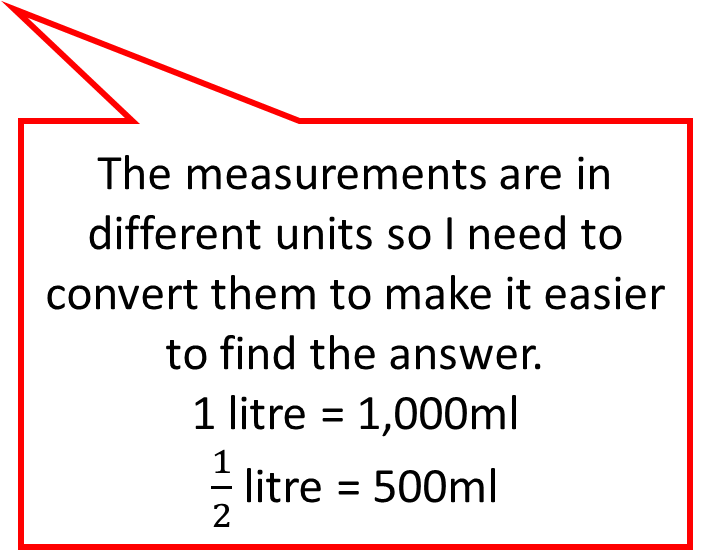 The measurements are in
different units so I need to
convert them to make it easier
to find the answer.
1 litre = 1,000ml
1/2 litre = 500ml